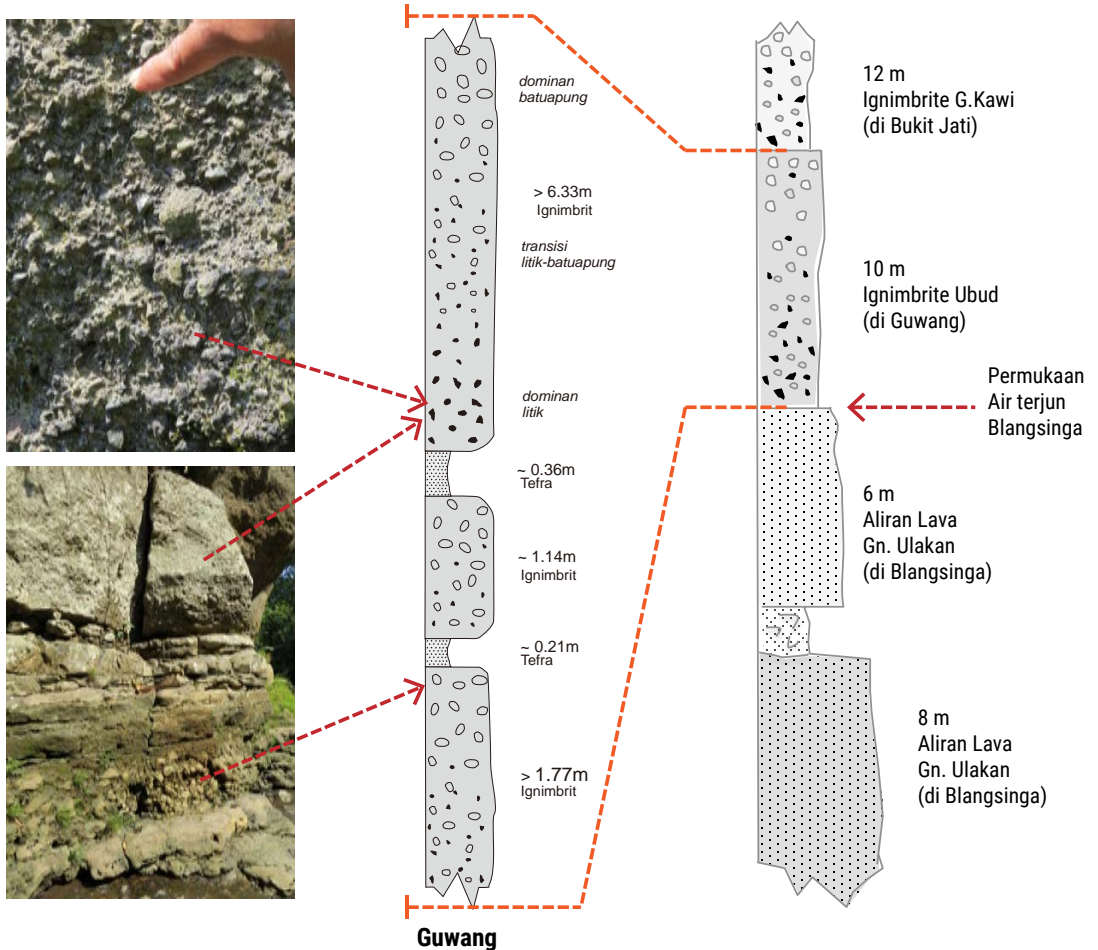 dominan
batuapung
> 6.33m
Ignimbrit
transisi
litik-batuapung
dominan
litik
~ 0.36m
Tefra
~ 1.14m
Ignimbrit
~ 0.21m
Tefra
> 1.77m
Ignimbrit
Guwang
12 m
Ignimbrite G.Kawi
(di Bukit Jati)
10 m
Ignimbrite Ubud
(di Guwang)
Permukaan
Air terjun
Blangsinga
6 m
Aliran Lava
Gn. Ulakan
(di Blangsinga)
8 m
Aliran Lava
Gn. Ulakan
(di Blangsinga)